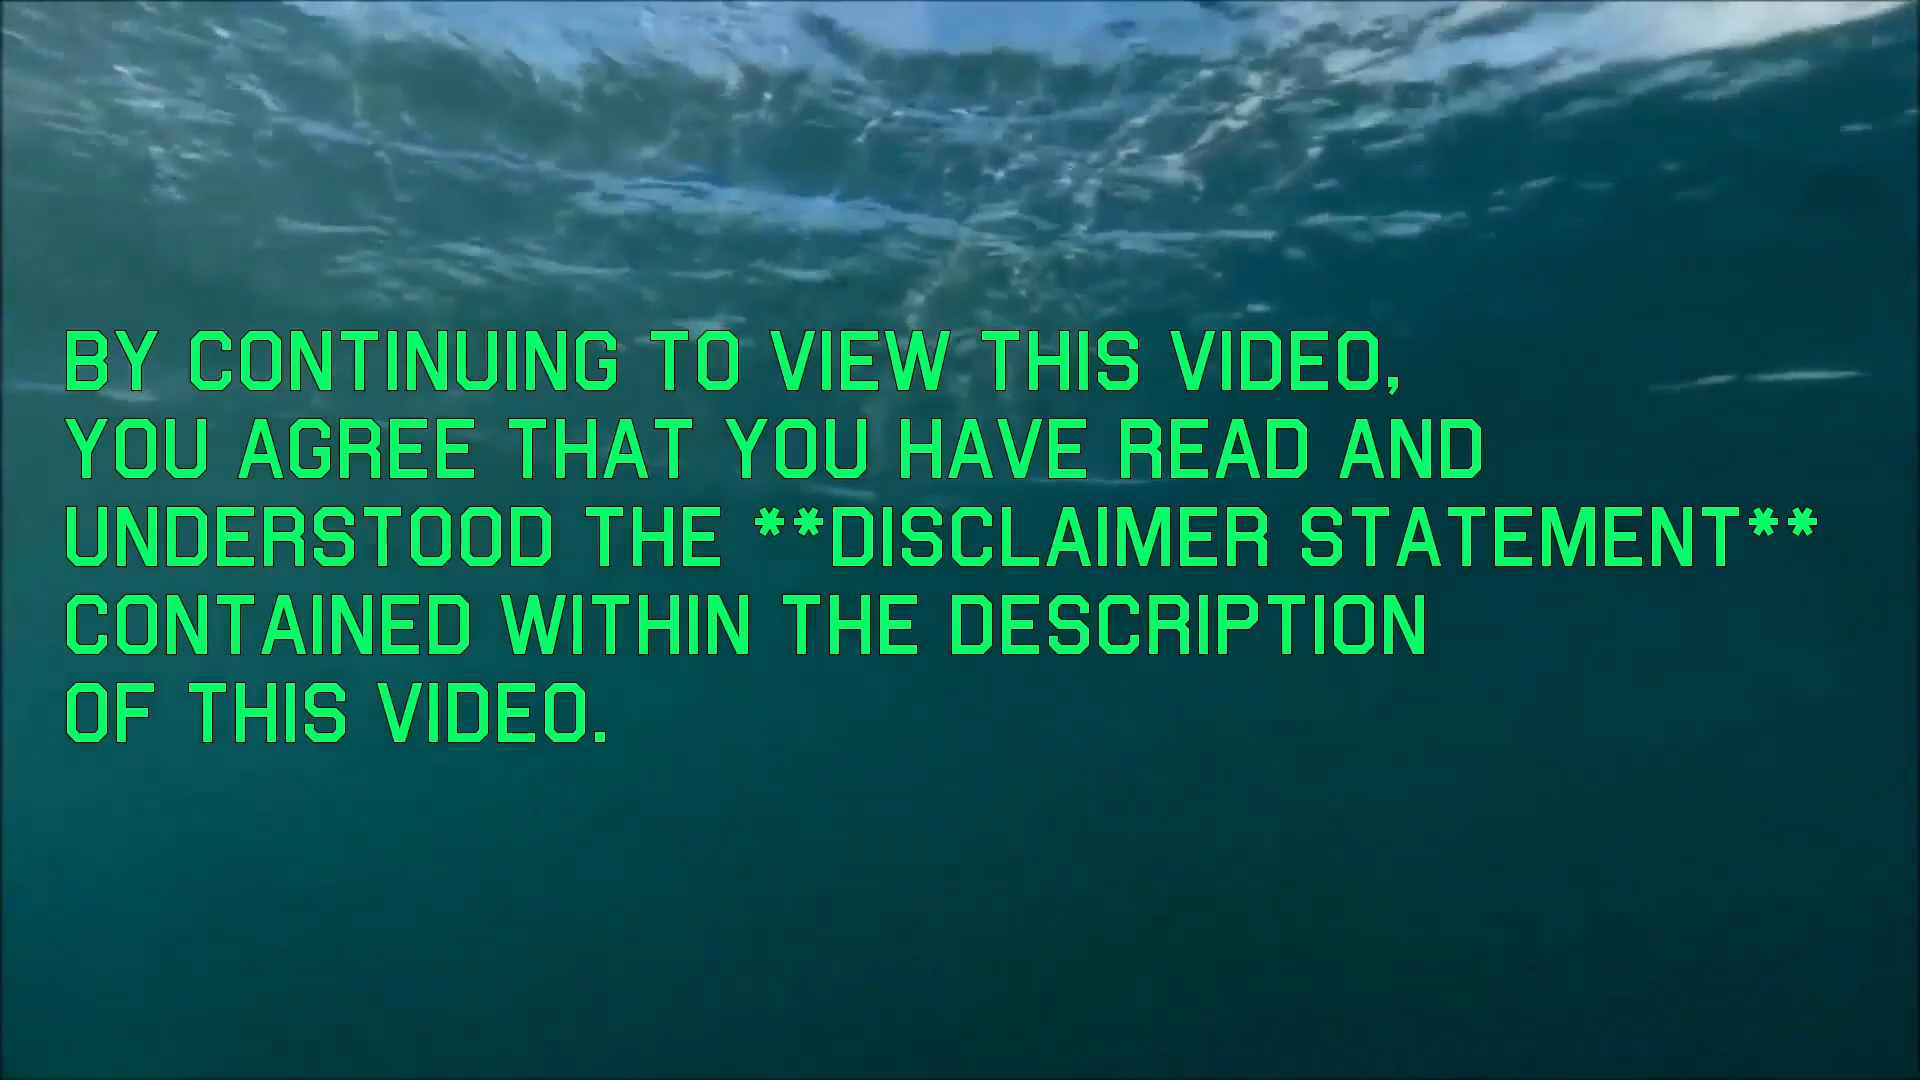 BY CONTINUING TO VIEW THIS VIDEO,
YOU AGREE THAT YOU HAVE READ AND
UNDERSTOOD THE **DISCLAIMER STATEMENT**
CONTAINED WITHIN THE DESCRIPTION
OF THIS VIDEO.